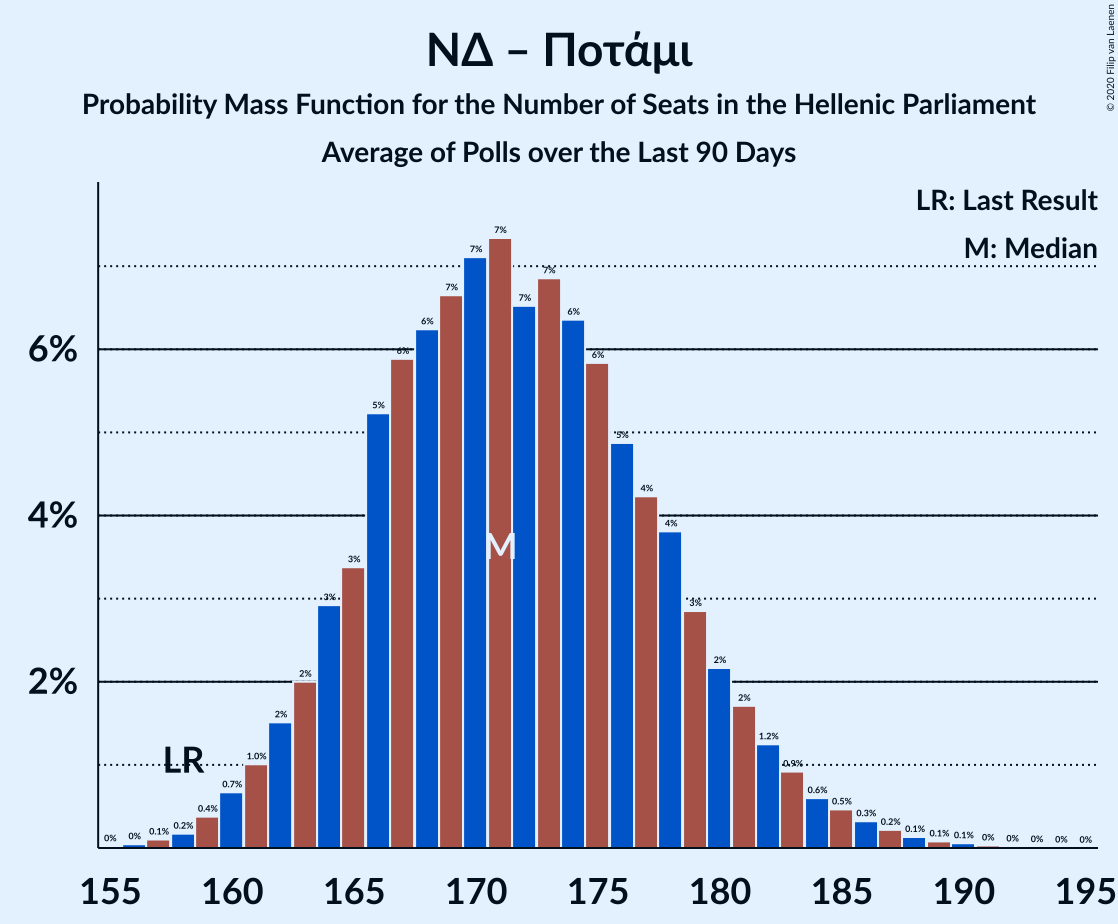 ΝΔ – Ποτάμι
Probability Mass Function for the Number of Seats in the Hellenic Parliament
Average of Polls over the Last 90 Days
© 2020 Filip van Laenen
LR: Last Result
M: Median
6%
4%
2%
0% 0% 0.1% 0.2% 0.4% 0.7% 1.0% 2% 2% 3% 3% 5% 6% 6% 7% 7% 7% 7% 7% 6% 6% 5% 4% 4% 3% 2% 2% 1.2% 0.9% 0.6% 0.5% 0.3% 0.2% 0.1% 0.1% 0.1% 0% 0% 0% 0% 0%
M
LR
155 160 165 170 175 180 185 190 195